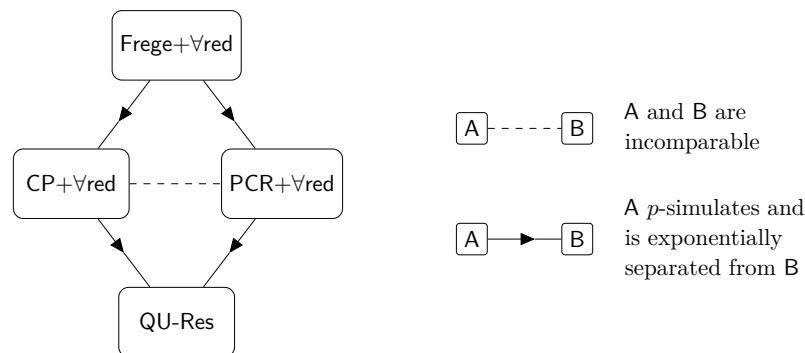 Frege+∀red
CP+∀red
PCR+∀red
QU-Res
A
B
A and B are
incomparable
A
B
A p-simulates and
is exponentially
separated from B